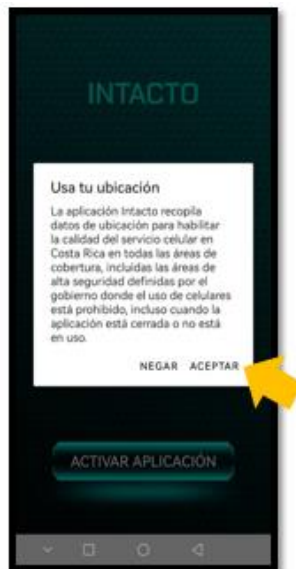 INTACTO
Usa tu ubicación
La aplicación Intacto recopila
datos de ubicación para habilitar
la calidad del servicio celular en
Costa Rica en todas las áreas de
cobertura, incluidas las áreas de
alta seguridad definidas por el
gobierno donde el uso de celulares
está prohibido, incluso cuando la
aplicación está cerrada o no está
en uso.
NEGAR ACEPTAR
ACTIVAR APLICACIÓN